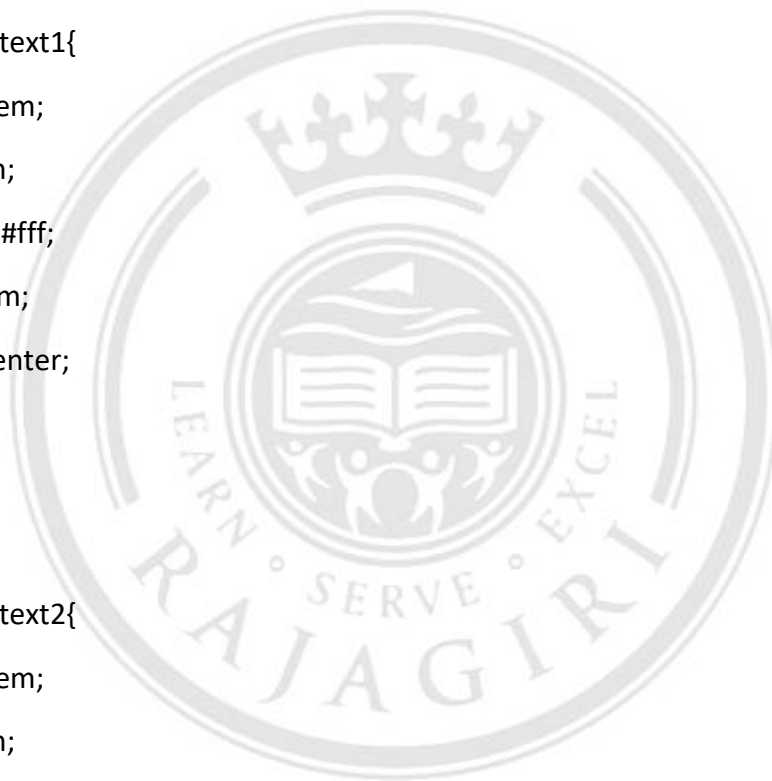 text1{
em;
;
#fff;
m;
enter;
LEARN • SERVE • EXCEL
RAJAGIRI
text2{
em;
;